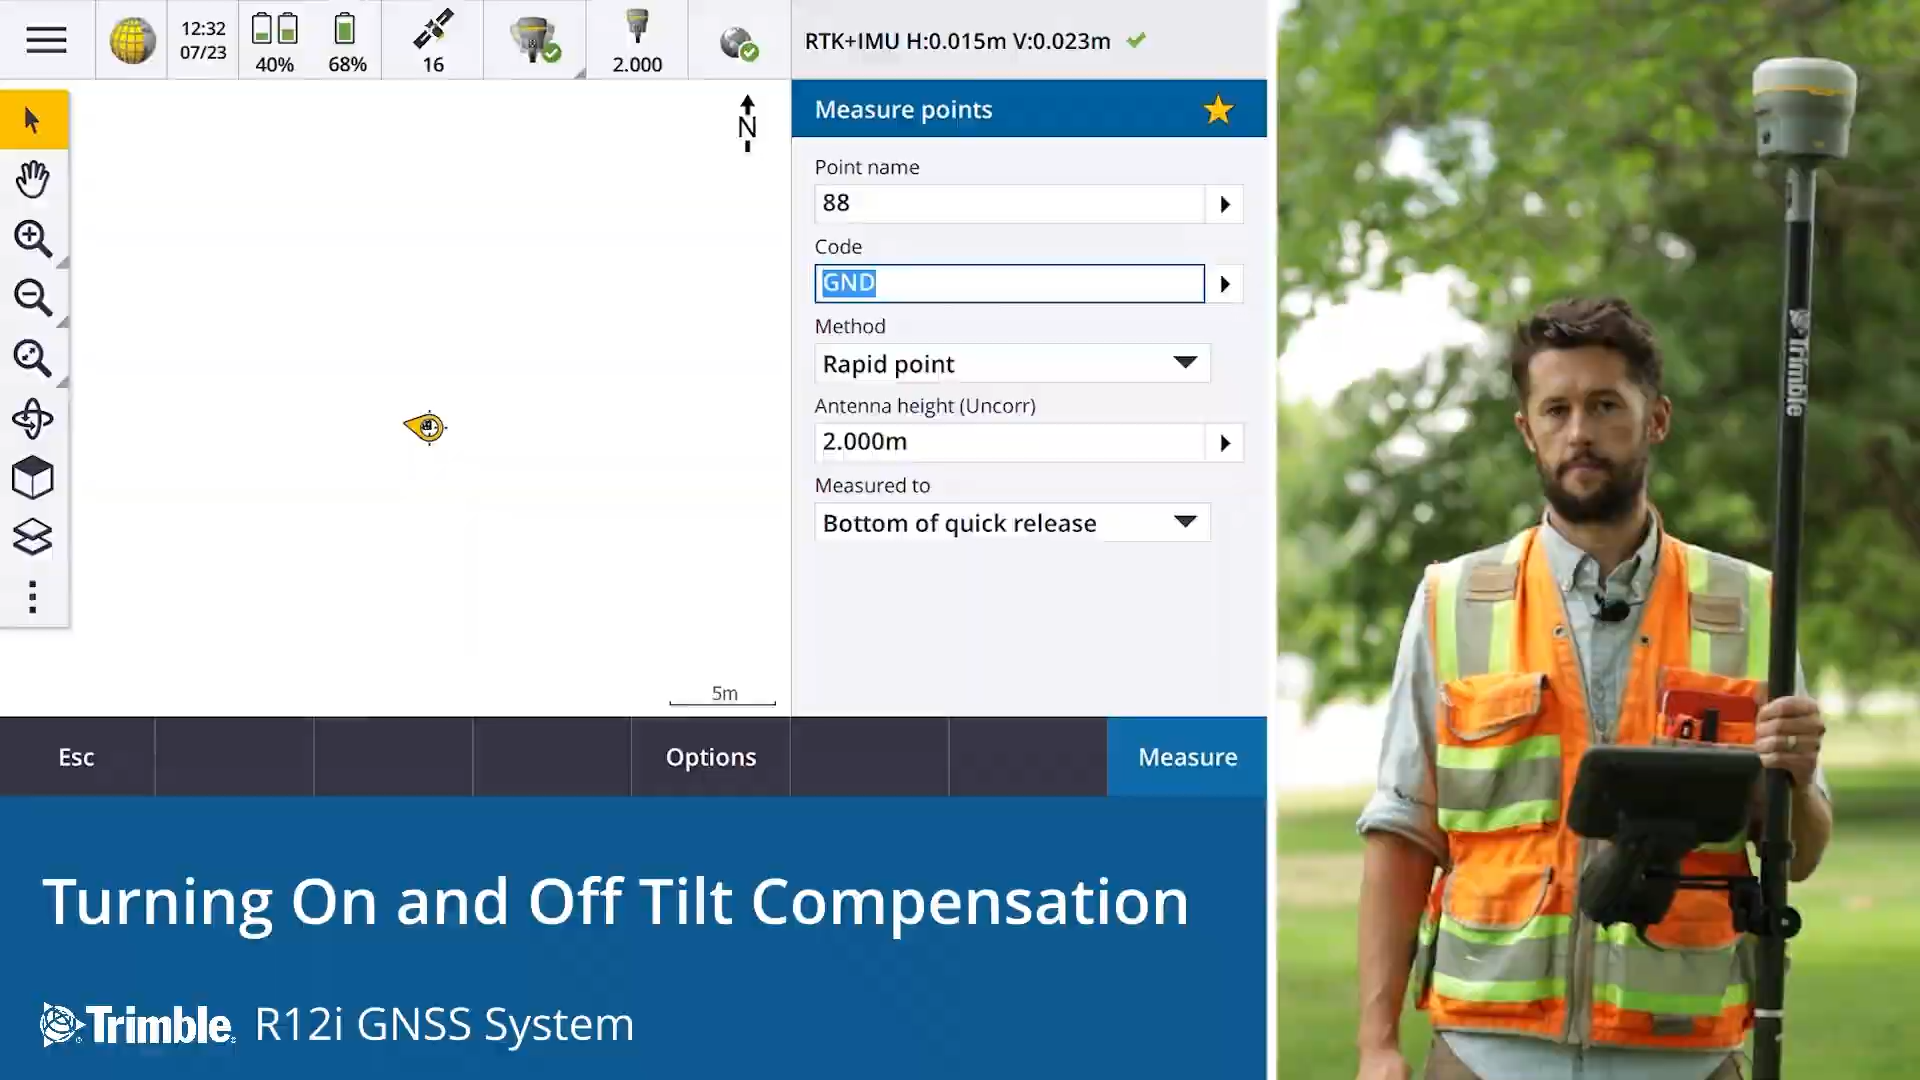 12:32
07/23
40%
68%
16
2.000
RTK+IMU H:0.015m V:0.023m
N
Measure points
Point name
88
Code
GND
Method
Rapid point
Antenna height (Uncorr)
2.000m
Measured to
Bottom of quick release
5m
Esc
Options
Measure
Turning On and Off Tilt Compensation
Trimble R12i GNSS System
Trimble